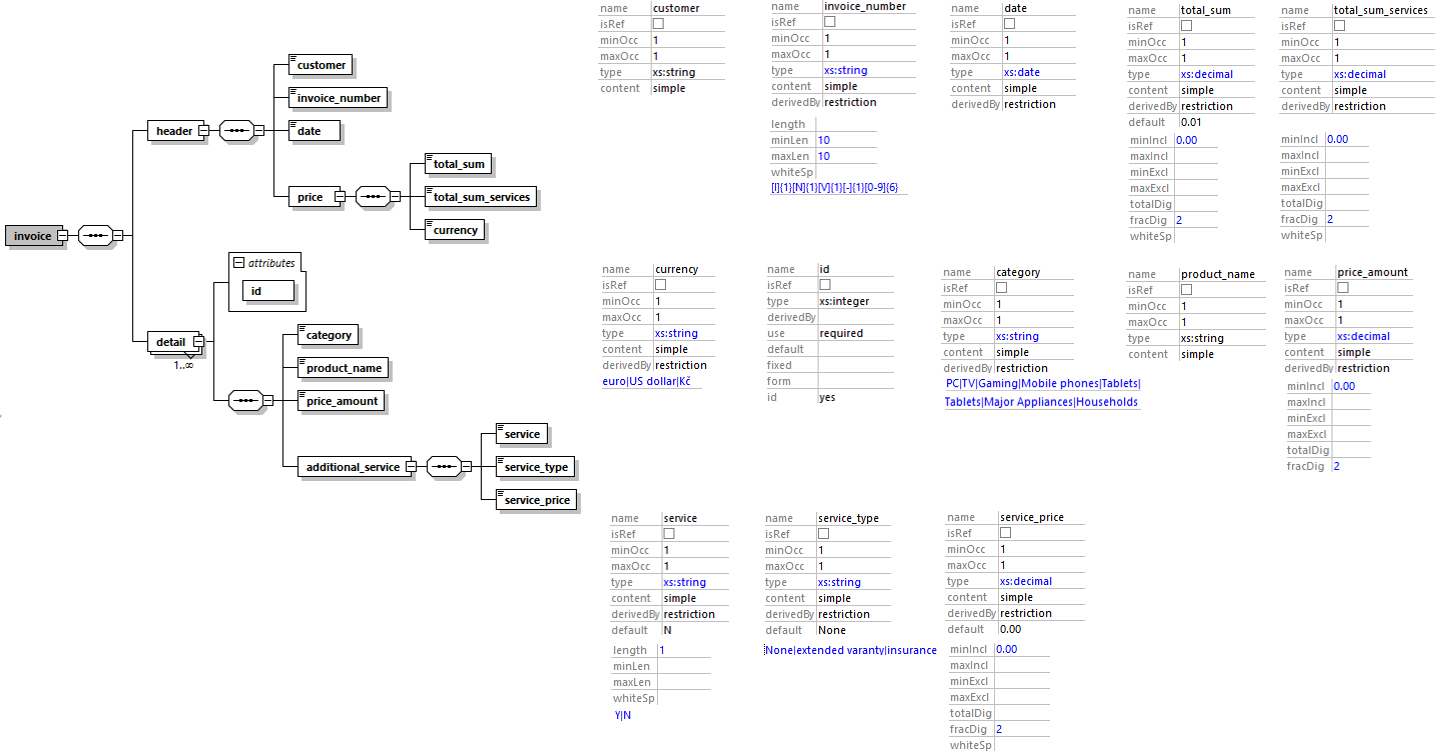 invoice
header
customer
invoice_number
date
price
total_sum
total_sum_services
currency
detail
1..∞
attributes
id
category
product_name
price_amount
additional_service
service
service_type
service_price
name customer
isRef
minOcc 1
maxOcc 1
type xs:string
content simple
name invoice_number
isRef
minOcc 1
maxOcc 1
type xs:string
content simple
derivedBy restriction
length
minLen 10
maxLen 10
whiteSp
[I]{1}[N]{1}[V]{1}[-]{1}[0-9]{6}
name date
isRef
minOcc 1
maxOcc 1
type xs:date
content simple
derivedBy restriction
name total_sum
isRef
minOcc 1
maxOcc 1
type xs:decimal
content simple
derivedBy restriction
default 0.01
minIncl 0.00
maxIncl
minExcl
maxExcl
totalDig
fracDig 2
whiteSp
name total_sum_services
isRef
minOcc 1
maxOcc 1
type xs:decimal
content simple
derivedBy restriction
minIncl 0.00
maxIncl
minExcl
maxExcl
totalDig
fracDig 2
whiteSp
name currency
isRef
minOcc 1
maxOcc 1
type xs:string
content simple
derivedBy restriction
euro|US dollar|Kč
name id
isRef
type xs:integer
derivedBy
use required
default
fixed
form
id yes
name category
isRef
minOcc 1
maxOcc 1
type xs:string
content simple
derivedBy restriction
PC|TV|Gaming|Mobile phones|Tablets|
Tablets|Major Appliances|Households
name product_name
isRef
minOcc 1
maxOcc 1
type xs:string
content simple
name price_amount
isRef
minOcc 1
maxOcc 1
type xs:decimal
content simple
derivedBy restriction
minIncl 0.00
maxIncl
minExcl
maxExcl
totalDig
fracDig 2
name service
isRef
minOcc 1
maxOcc 1
type xs:string
content simple
derivedBy restriction
default N
length 1
minLen
maxLen
whiteSp
Y|N
name service_type
isRef
minOcc 1
maxOcc 1
type xs:string
content simple
derivedBy restriction
default None
None|extended varanty|insurance
name service_price
isRef
minOcc 1
maxOcc 1
type xs:decimal
content simple
derivedBy restriction
default 0.00
minIncl 0.00
maxIncl
minExcl
maxExcl
totalDig
fracDig 2
whiteSp